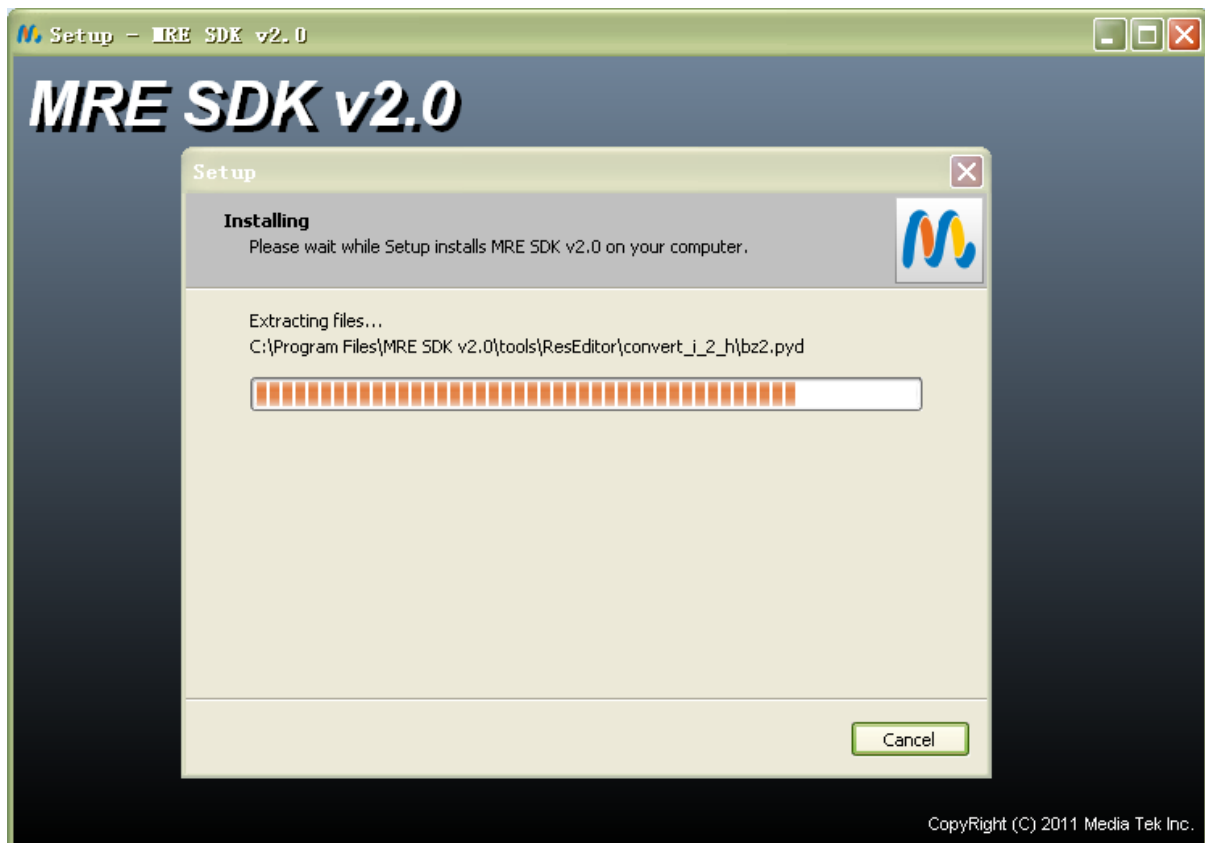 Setup - MRE SDK v2.0
MRE SDK v2.0
Setup
Installing
Please wait while Setup installs MRE SDK v2.0 on your computer.
Extracting files...
C:\Program Files\MRE SDK v2.0\tools\ResEditor\convert_i_2_h\bz2.pyd
Cancel
CopyRight (C) 2011 Media Tek Inc.